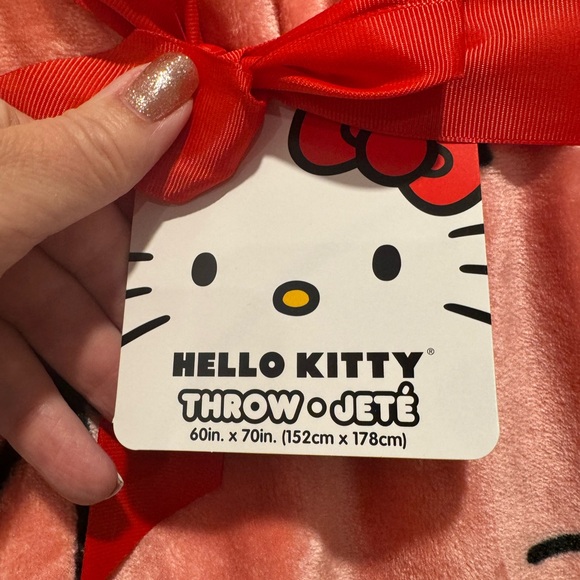 HELLO KITTY®
THROW • JETÉ
60in. x 70in. (152cm x 178cm)